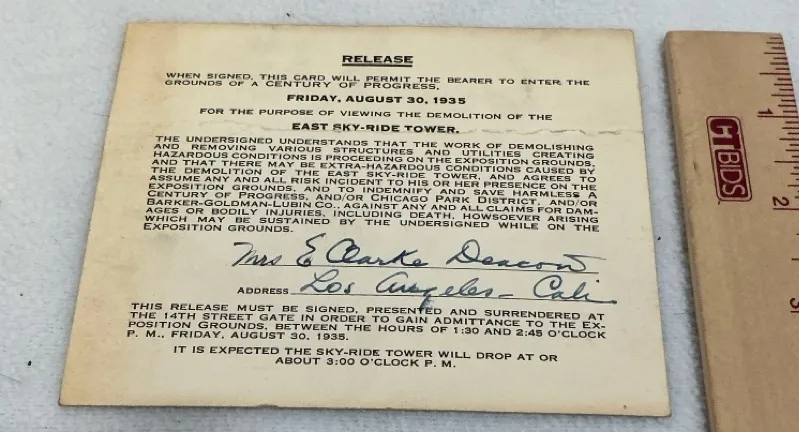 RELEASE
WHEN SIGNED, THIS CARD WILL PERMIT THE BEARER TO ENTER THE
GROUNDS OF A CENTURY OF PROGRESS,
FRIDAY, AUGUST 30, 1935
FOR THE PURPOSE OF VIEWING THE DEMOLITION OF THE
EAST SKY-RIDE TOWER.
THE UNDERSIGNED UNDERSTANDS THAT THE WORK OF DEMOLISHING
AND REMOVING VARIOUS STRUCTURES AND UTILITIES CREATING
HAZARDOUS CONDITIONS IS PROCEEDING ON THE EXPOSITION GROUNDS,
AND THAT THERE MAY BE EXTRA-HAZARDOUS CONDITIONS CAUSED BY
THE DEMOLITION OF THE EAST SKY-RIDE TOWER, AND AGREES TO
ASSUME ANY AND ALL RISK INCIDENT TO HIS OR HER PRESENCE ON THE
EXPOSITION GROUNDS, AND TO INDEMNIFY AND SAVE HARMLESS A
CENTURY OF PROGRESS, AND/OR CHICAGO PARK DISTRICT, AND/OR
BARKER-GOLDMAN-LUBIN CO., AGAINST ANY AND ALL CLAIMS FOR DAM-
AGES OR BODILY INJURIES, INCLUDING DEATH, HOWSOEVER ARISING
WHICH MAY BE SUSTAINED BY THE UNDERSIGNED WHILE ON THE
EXPOSITION GROUNDS.
Mrs E Clarke Deacon
ADDRESS Los Angeles - Cali
THIS RELEASE MUST BE SIGNED, PRESENTED AND SURRENDERED AT
THE 14TH STREET GATE IN ORDER TO GAIN ADMITTANCE TO THE EX-
POSITION GROUNDS, BETWEEN THE HOURS OF 1:30 AND 2:45 O'CLOCK
P. M., FRIDAY, AUGUST 30, 1935.
IT IS EXPECTED THE SKY-RIDE TOWER WILL DROP AT OR
ABOUT 3:00 O'CLOCK P. M.
1
CTBIDS
2
3